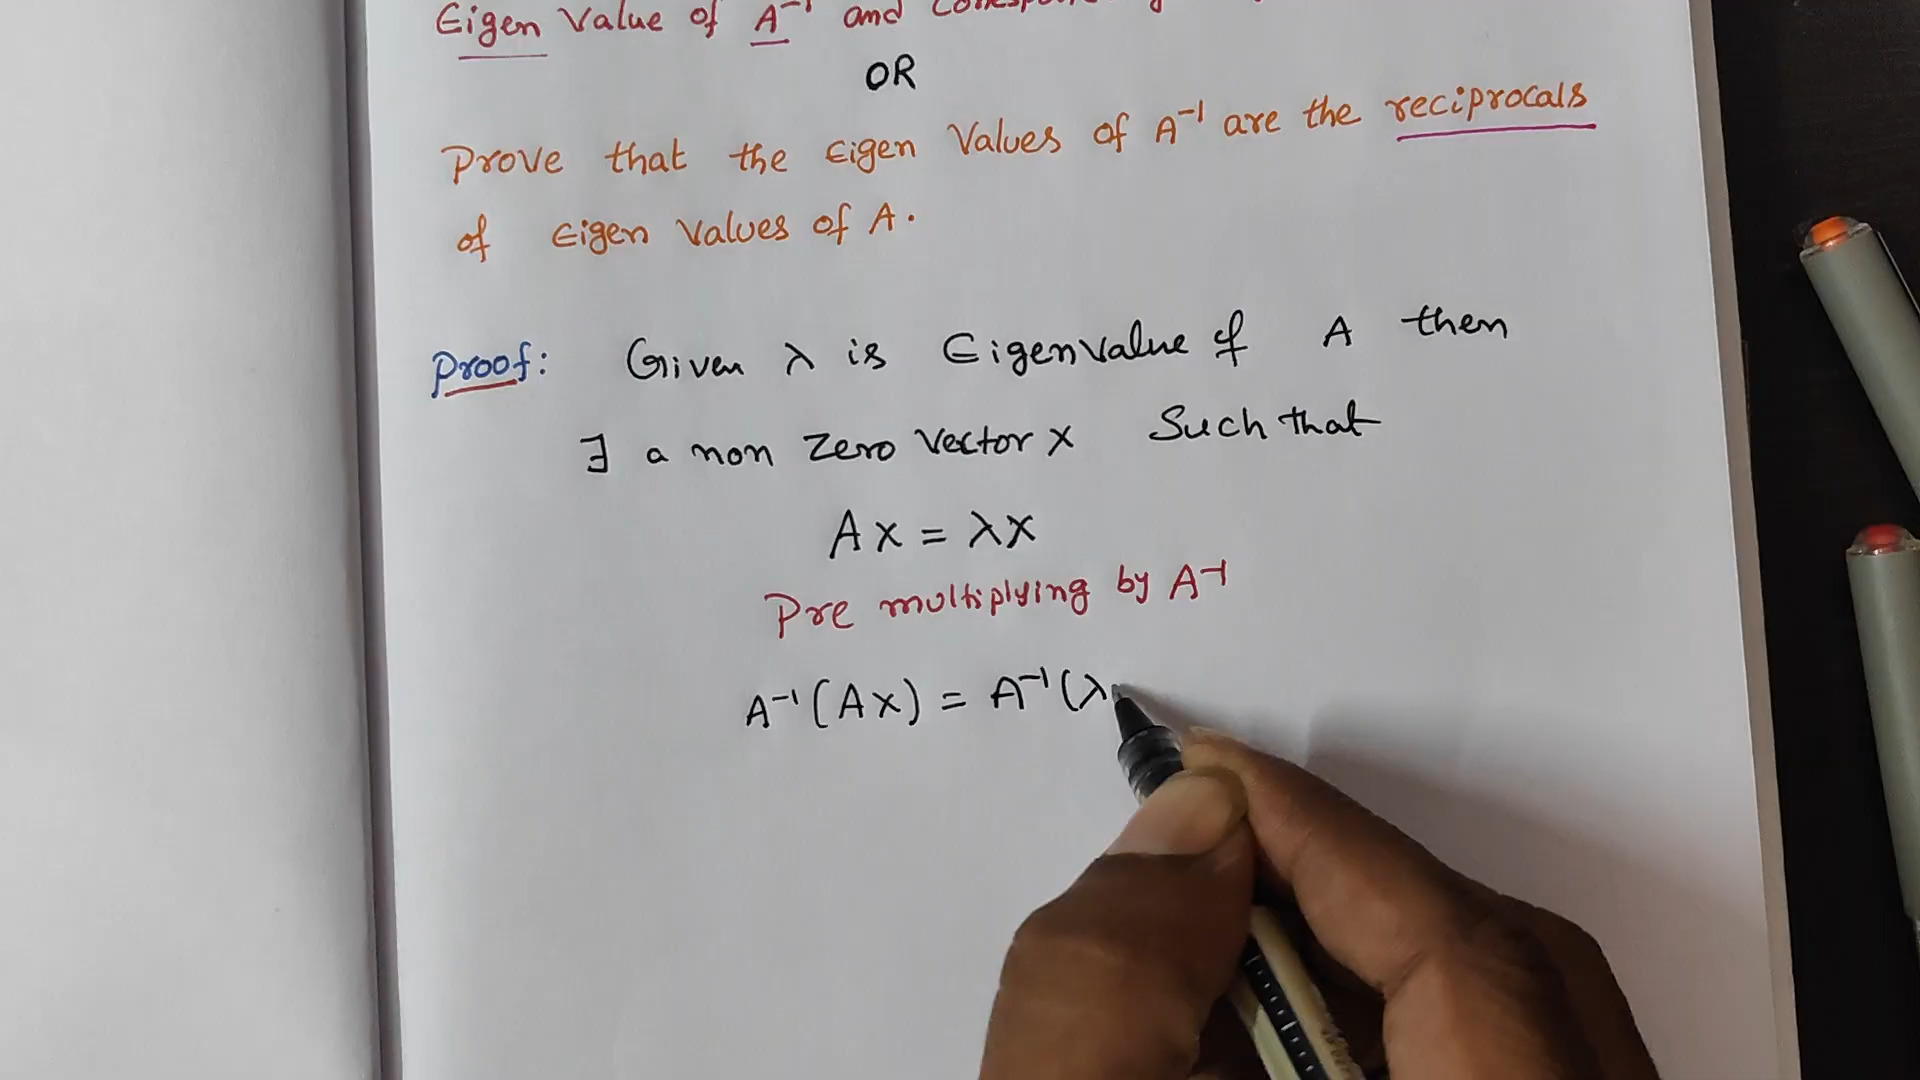 Eigen Value of A⁻¹ and
OR
Prove that the Eigen Values of A⁻¹ are the reciprocals
of Eigen Values of A.
Proof: Given λ is Eigenvalue of A then
∃ a non Zero Vector X Such that
AX = λX
Pre multiplying by A⁻¹
A⁻¹(AX) = A⁻¹(λ